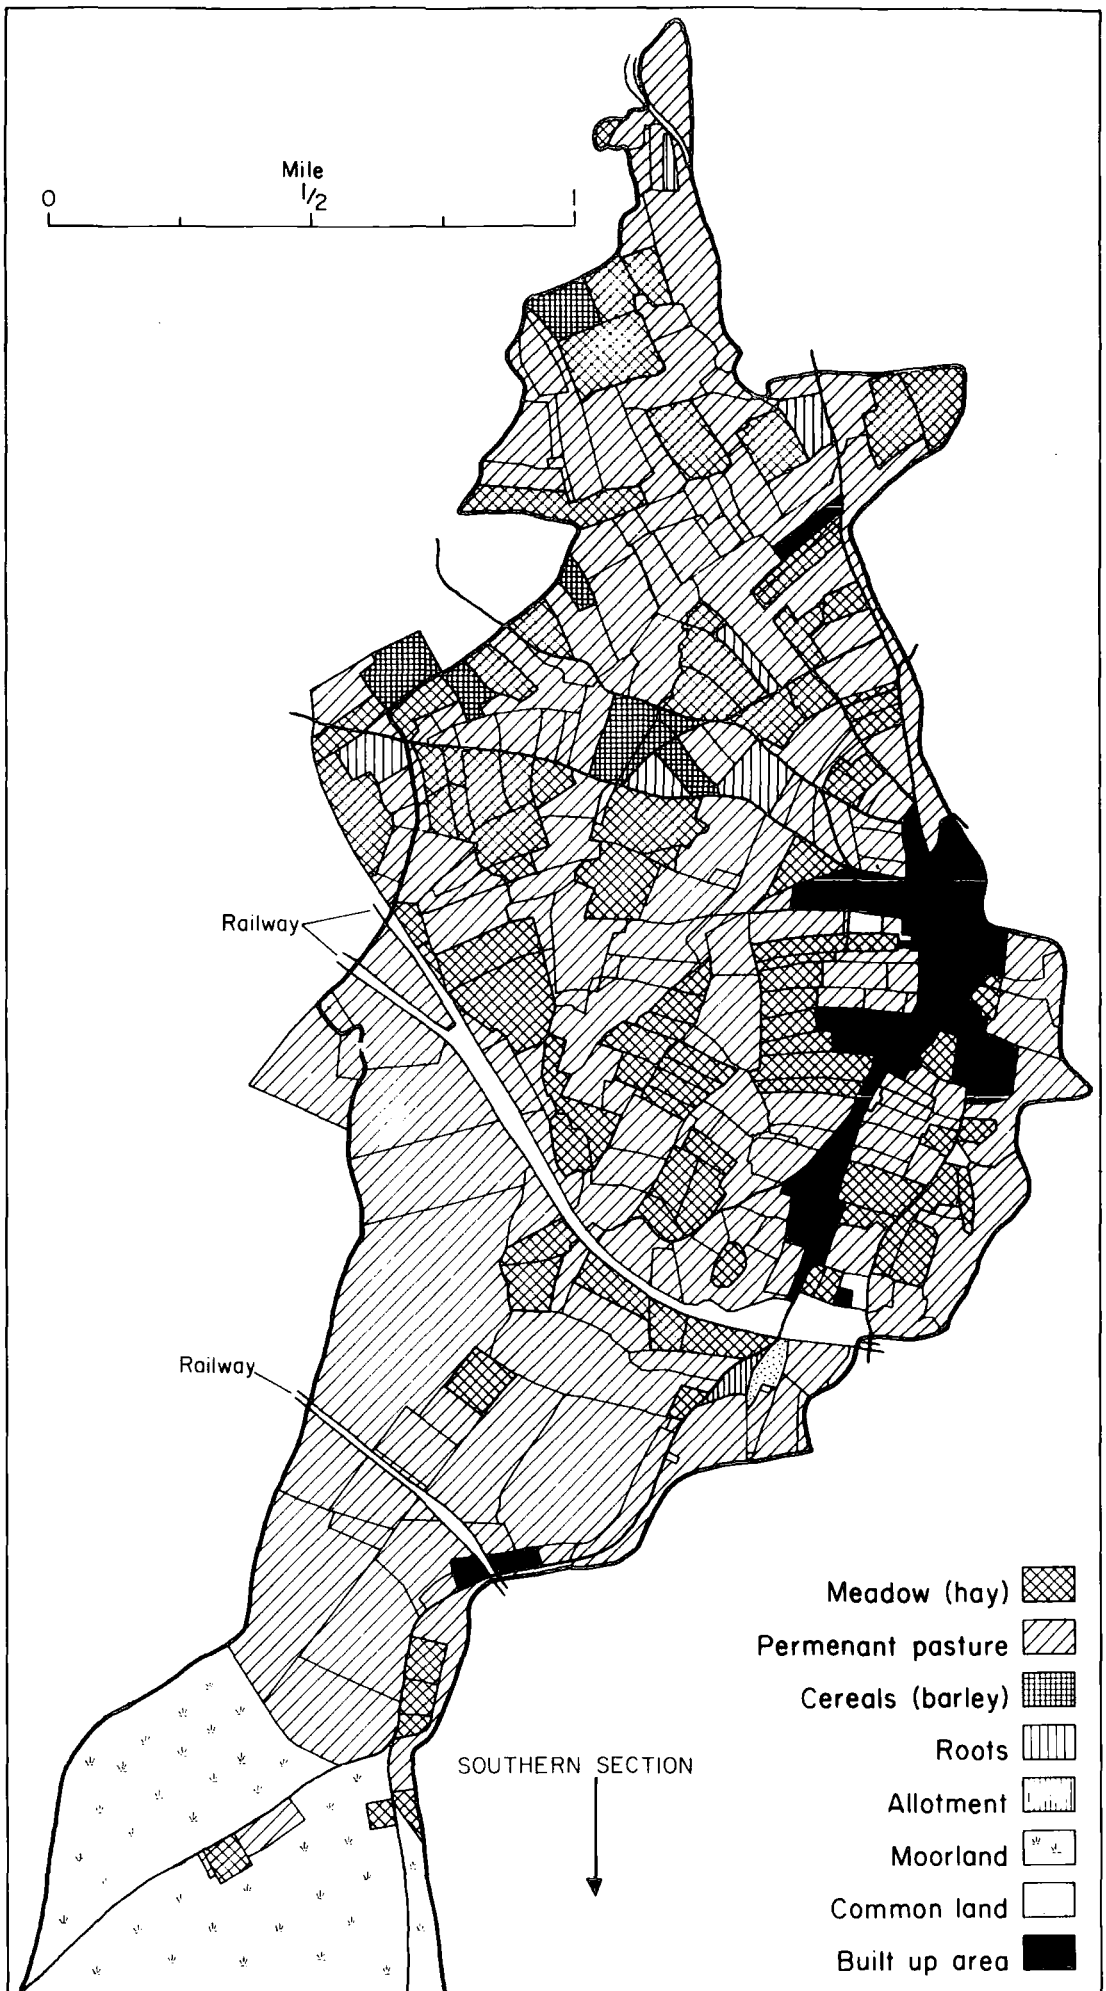 Mile
0 1/2 1
Railway
Railway
SOUTHERN SECTION
Meadow (hay)
Permenant pasture
Cereals (barley)
Roots
Allotment
Moorland
Common land
Built up area